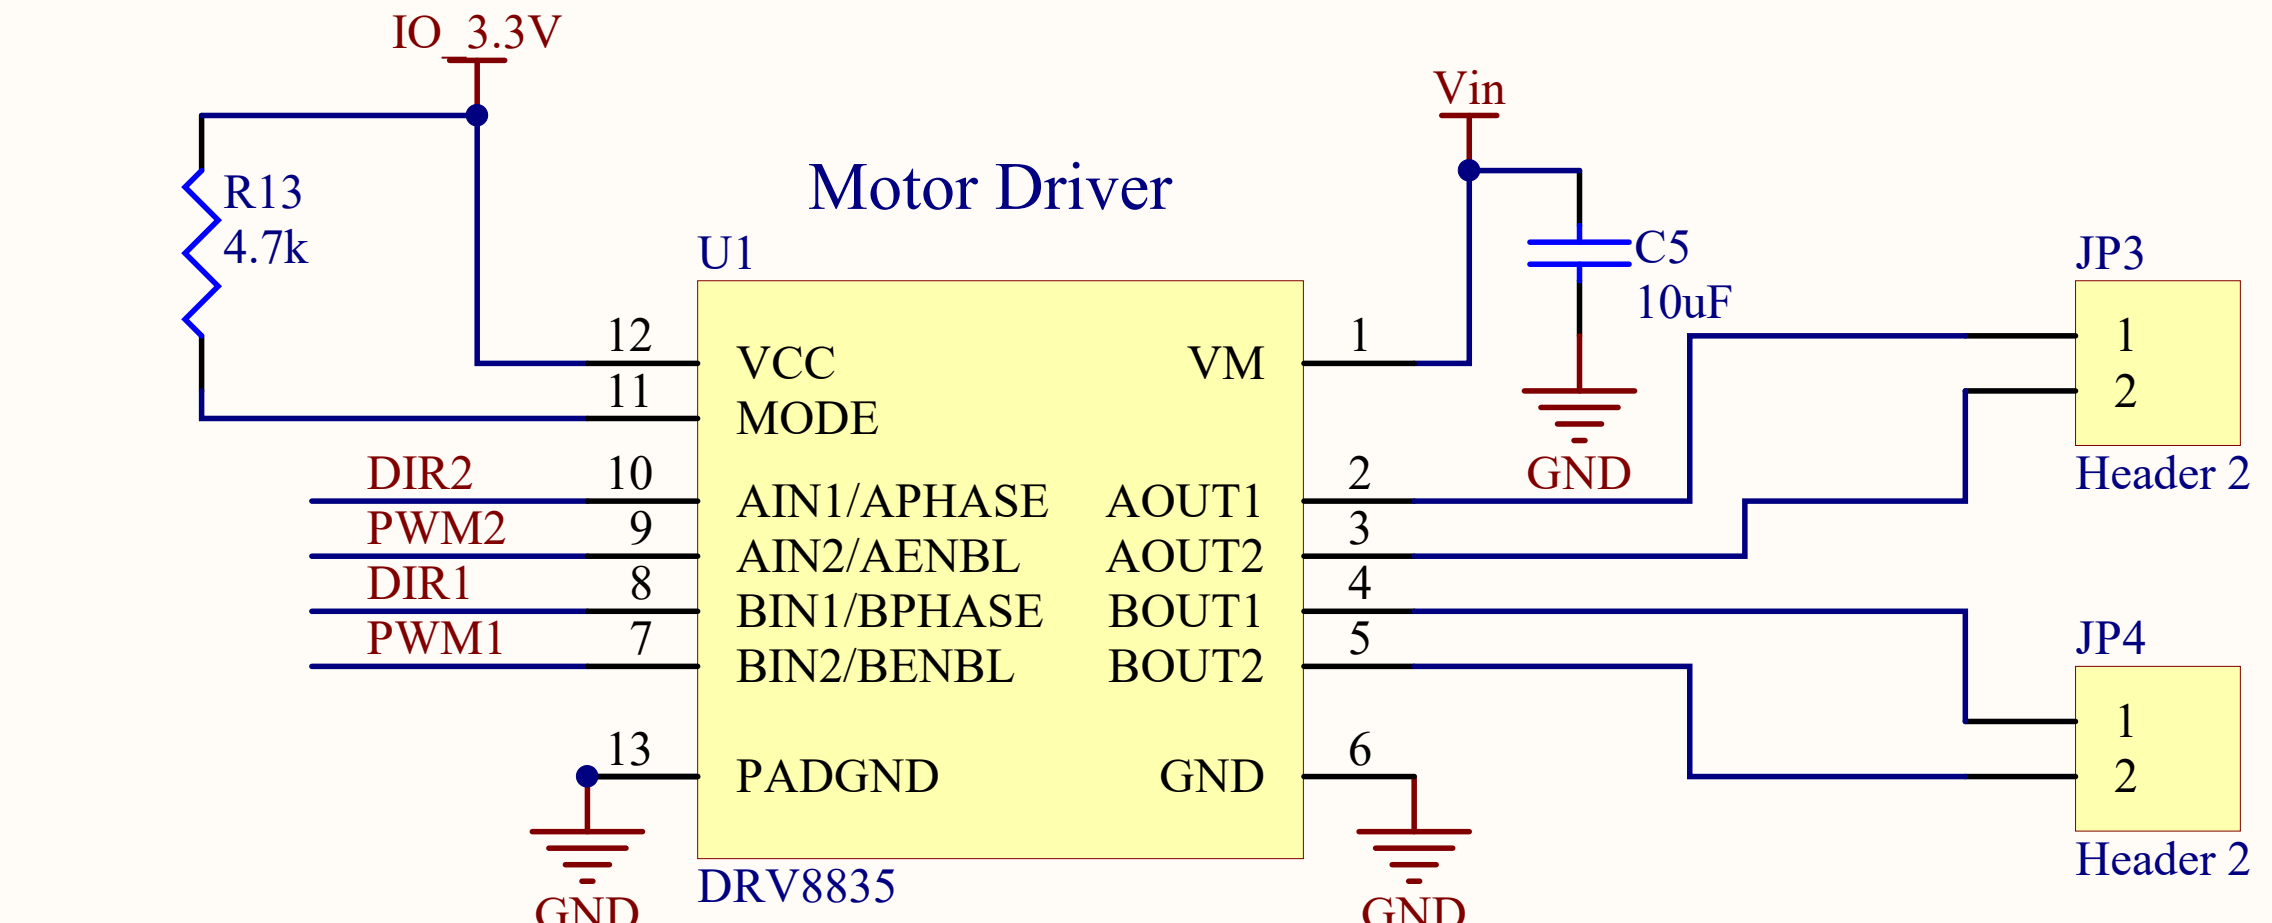 IO_3.3V
Vin
Motor Driver
R13
4.7k
U1
C5
10uF
JP3
12
VCC
VM
1
1
11
MODE
2
DIR2
10
AIN1/APHASE
AOUT1
2
GND
Header 2
PWM2
9
AIN2/AENBL
AOUT2
3
DIR1
8
BIN1/BPHASE
BOUT1
4
PWM1
7
BIN2/BENBL
BOUT2
5
JP4
1
13
PADGND
GND
6
2
DRV8835
Header 2
GND
GND